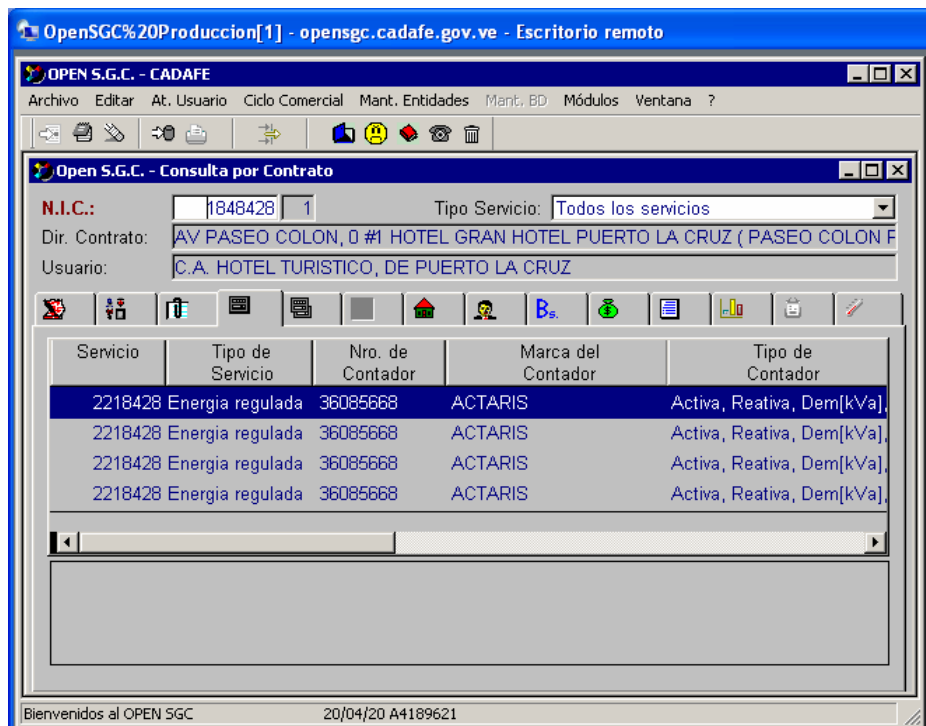 OpenSGC%20Produccion[1] - opensgc.cadafe.gov.ve - Escritorio remoto
OPEN S.G.C. - CADAFE
Archivo Editar At. Usuario Ciclo Comercial Mant. Entidades Mant. BD Módulos Ventana ?
Open S.G.C. - Consulta por Contrato
N.I.C.: 1848428 1 Tipo Servicio: Todos los servicios
Dir. Contrato: AV PASEO COLON, 0 #1 HOTEL GRAN HOTEL PUERTO LA CRUZ ( PASEO COLON
Usuario: C.A. HOTEL TURISTICO, DE PUERTO LA CRUZ
Bs.
Servicio Tipo de Servicio Nro. de Contador Marca del Contador Tipo de Contador
2218428 Energia regulada 36085668 ACTARIS Activa, Reativa, Dem[kVa],
2218428 Energia regulada 36085668 ACTARIS Activa, Reativa, Dem[kVa],
2218428 Energia regulada 36085668 ACTARIS Activa, Reativa, Dem[kVa],
2218428 Energia regulada 36085668 ACTARIS Activa, Reativa, Dem[kVa],
Bienvenidos al OPEN SGC 20/04/20 A4189621